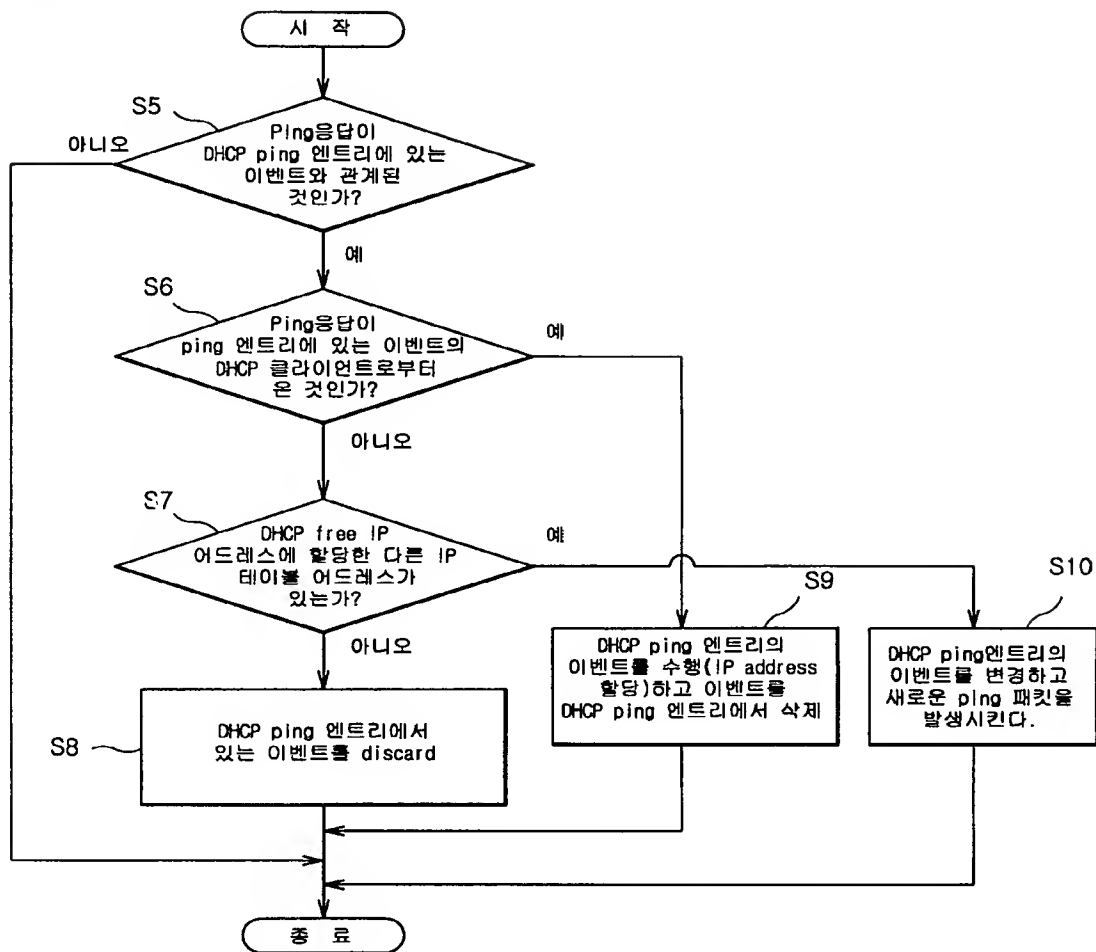 시 작
S5
아니오
Ping응답이
DHCP ping 엔트리에 있는
이벤트와 관계된
것인가?
예
S6
Ping응답이
ping 엔트리에 있는 이벤트의
DHCP 클라이언트로부터
온 것인가?
예
아니오
S7
DHCP free IP
어드레스에 할당한 다른 IP
테이블 어드레스가
있는가?
예
아니오
S9
S10
DHCP ping 엔트리의
이벤트를 수행(IP address
할당)하고 이벤트를
DHCP ping 엔트리에서 삭제
DHCP ping엔트리의
이벤트를 변경하고
새로운 ping 패킷을
발생시킨다.
S8
DHCP ping 엔트리에서
있는 이벤트를 discard
종 료